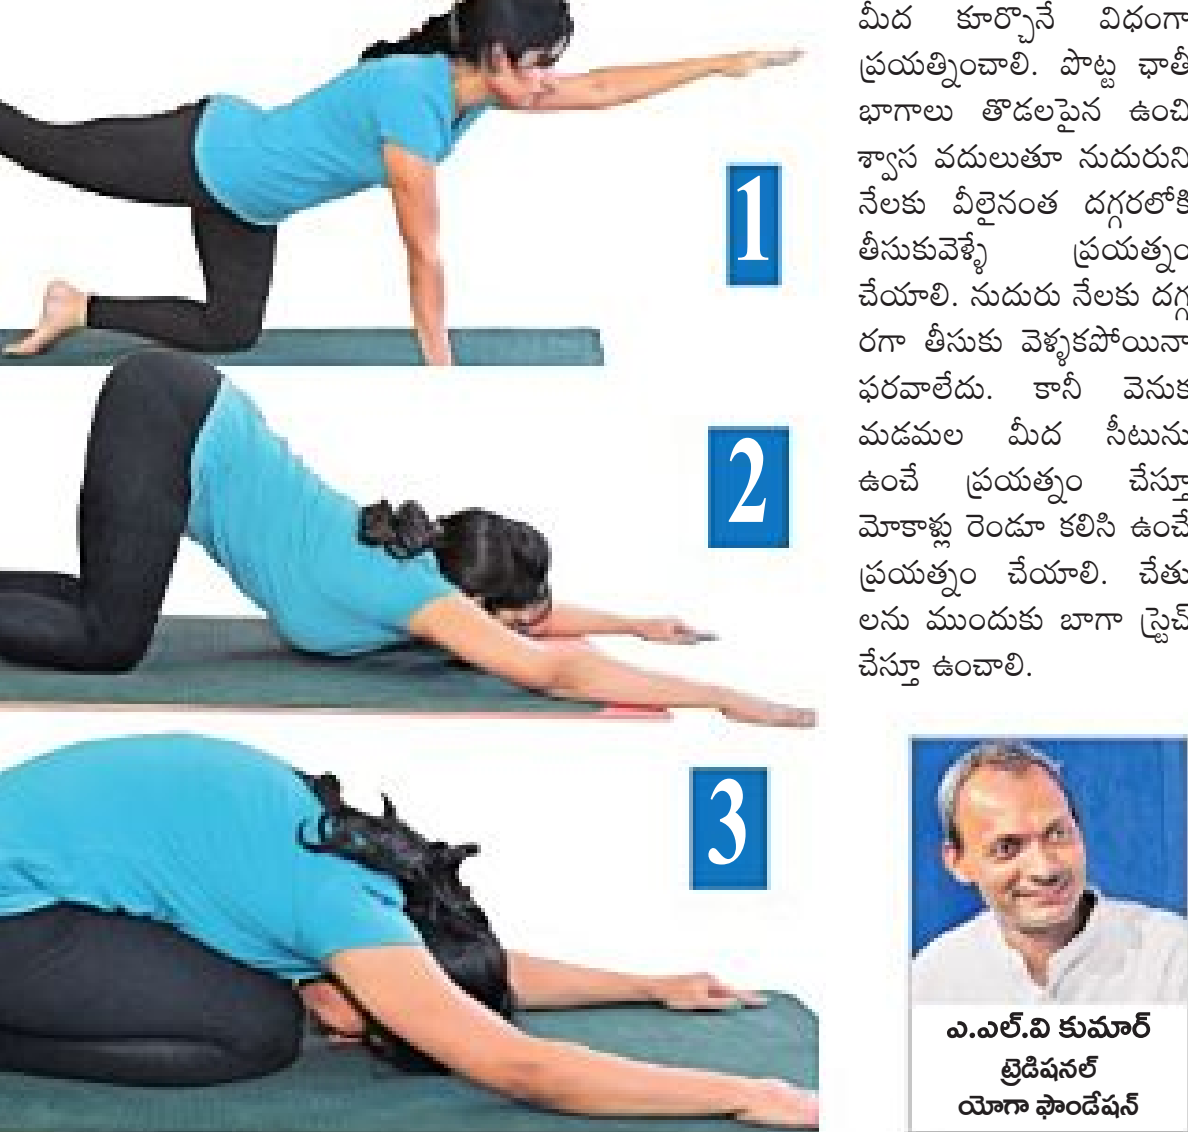 మీద కూర్చొనే విధంగా
ప్రయత్నించాలి. పొట్ట ఛాతీ
భాగాలు తొడలపైన ఉంచి
శ్వాస వదులుతూ నుదురుని
నేలకు వీలైనంత దగ్గరలోకి
తీసుకువెళ్ళే ప్రయత్నం
చేయాలి. నుదురు నేలకు దగ్గ
రగా తీసుకు వెళ్ళకపోయినా
ఫరవాలేదు. కానీ వెనుక
మడమల మీద సీటును
ఉంచే ప్రయత్నం చేస్తూ
మోకాళ్లు రెండూ కలిసి ఉంచే
ప్రయత్నం చేయాలి. చేతు
లను ముందుకు బాగా స్ట్రెచ్
చేస్తూ ఉంచాలి.
1
2
3
ఎ.ఎల్.వి కుమార్
ట్రెడిషనల్
యోగా ఫౌండేషన్